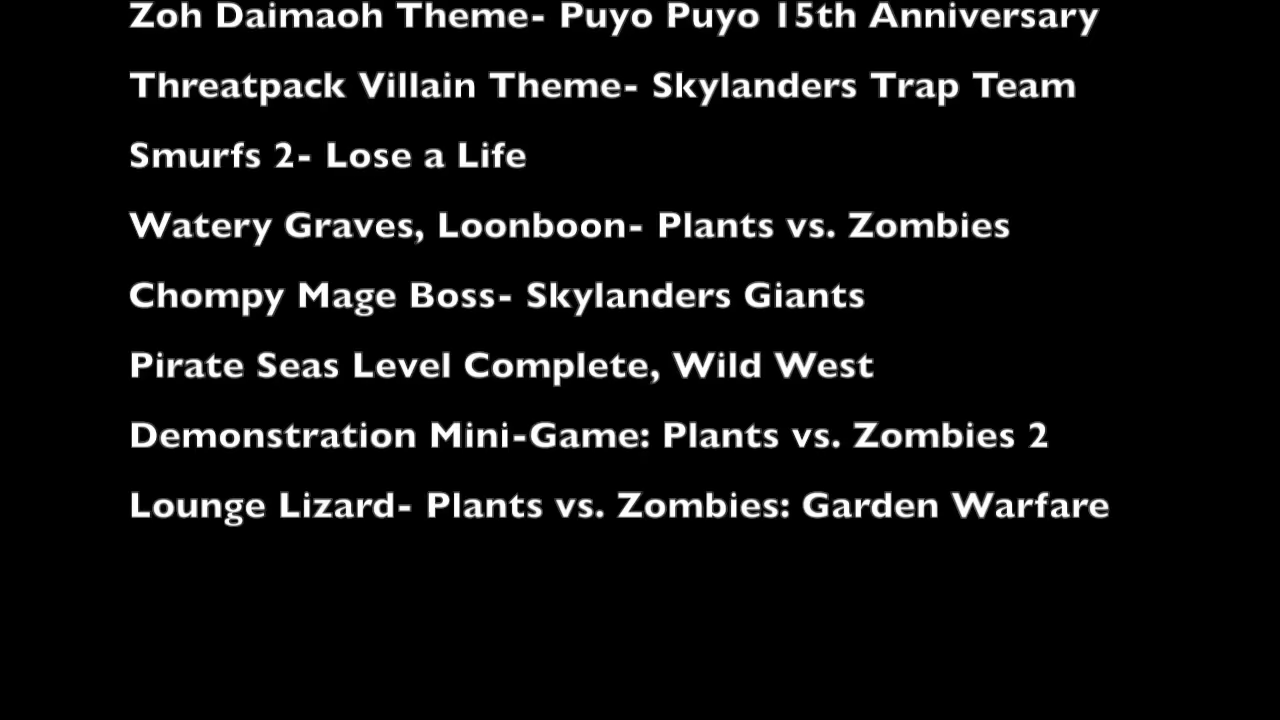 Zoh Daimaoh Theme- Puyo Puyo 15th Anniversary
Threatpack Villain Theme- Skylanders Trap Team
Smurfs 2- Lose a Life
Watery Graves, Loonboon- Plants vs. Zombies
Chompy Mage Boss- Skylanders Giants
Pirate Seas Level Complete, Wild West
Demonstration Mini-Game: Plants vs. Zombies 2
Lounge Lizard- Plants vs. Zombies: Garden Warfare